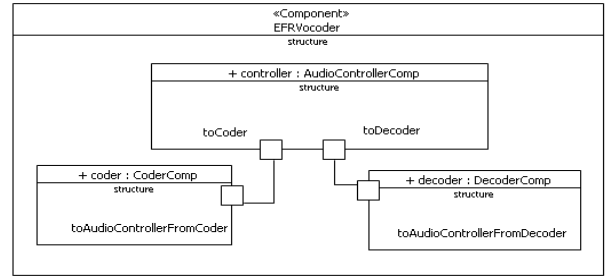 «Component»
EFRVocoder
structure
+ controller : AudioControllerComp
structure
toCoder
toDecoder
+ coder : CoderComp
structure
toAudioControllerFromCoder
+ decoder : DecoderComp
structure
toAudioControllerFromDecoder